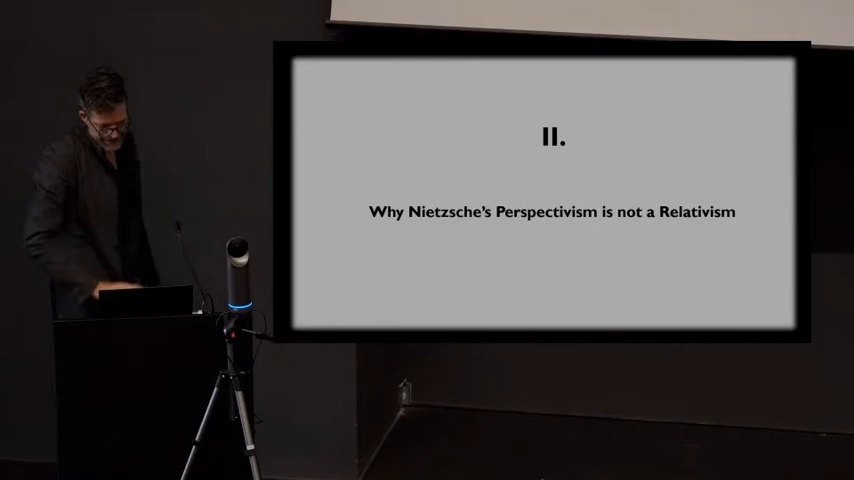 II.
Why Nietzsche’s Perspectivism is not a Relativism